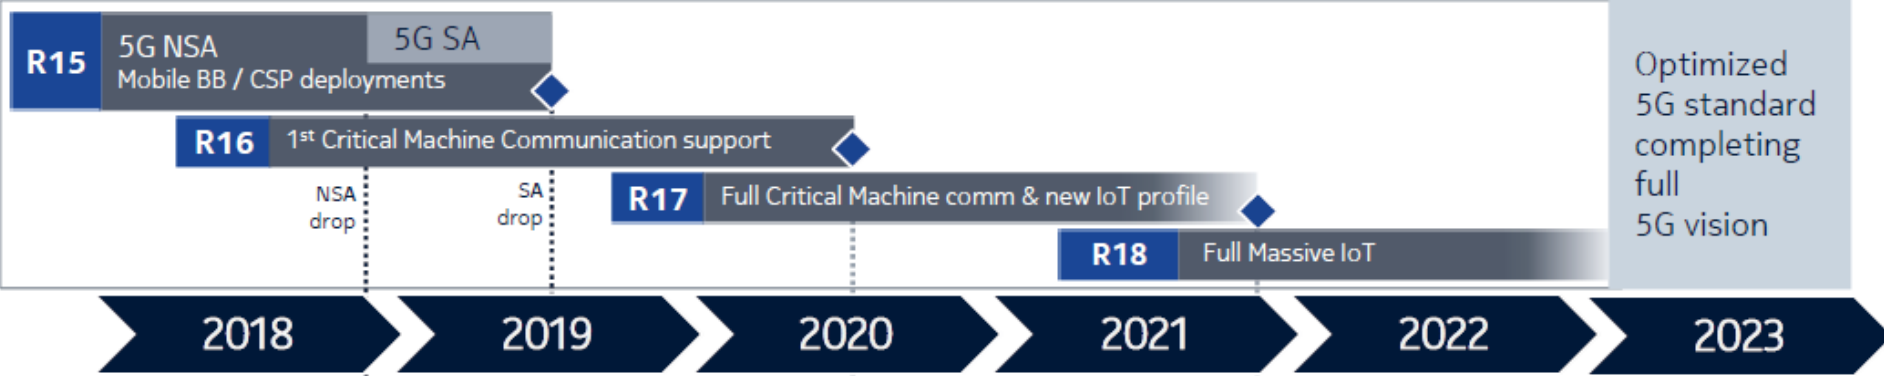 R15
5G NSA
5G SA
Mobile BB / CSP deployments
R16
1st Critical Machine Communication support
NSA
drop
SA
drop
R17
Full Critical Machine comm & new IoT profile
R18
Full Massive IoT
Optimized
5G standard
completing
full
5G vision
2018
2019
2020
2021
2022
2023